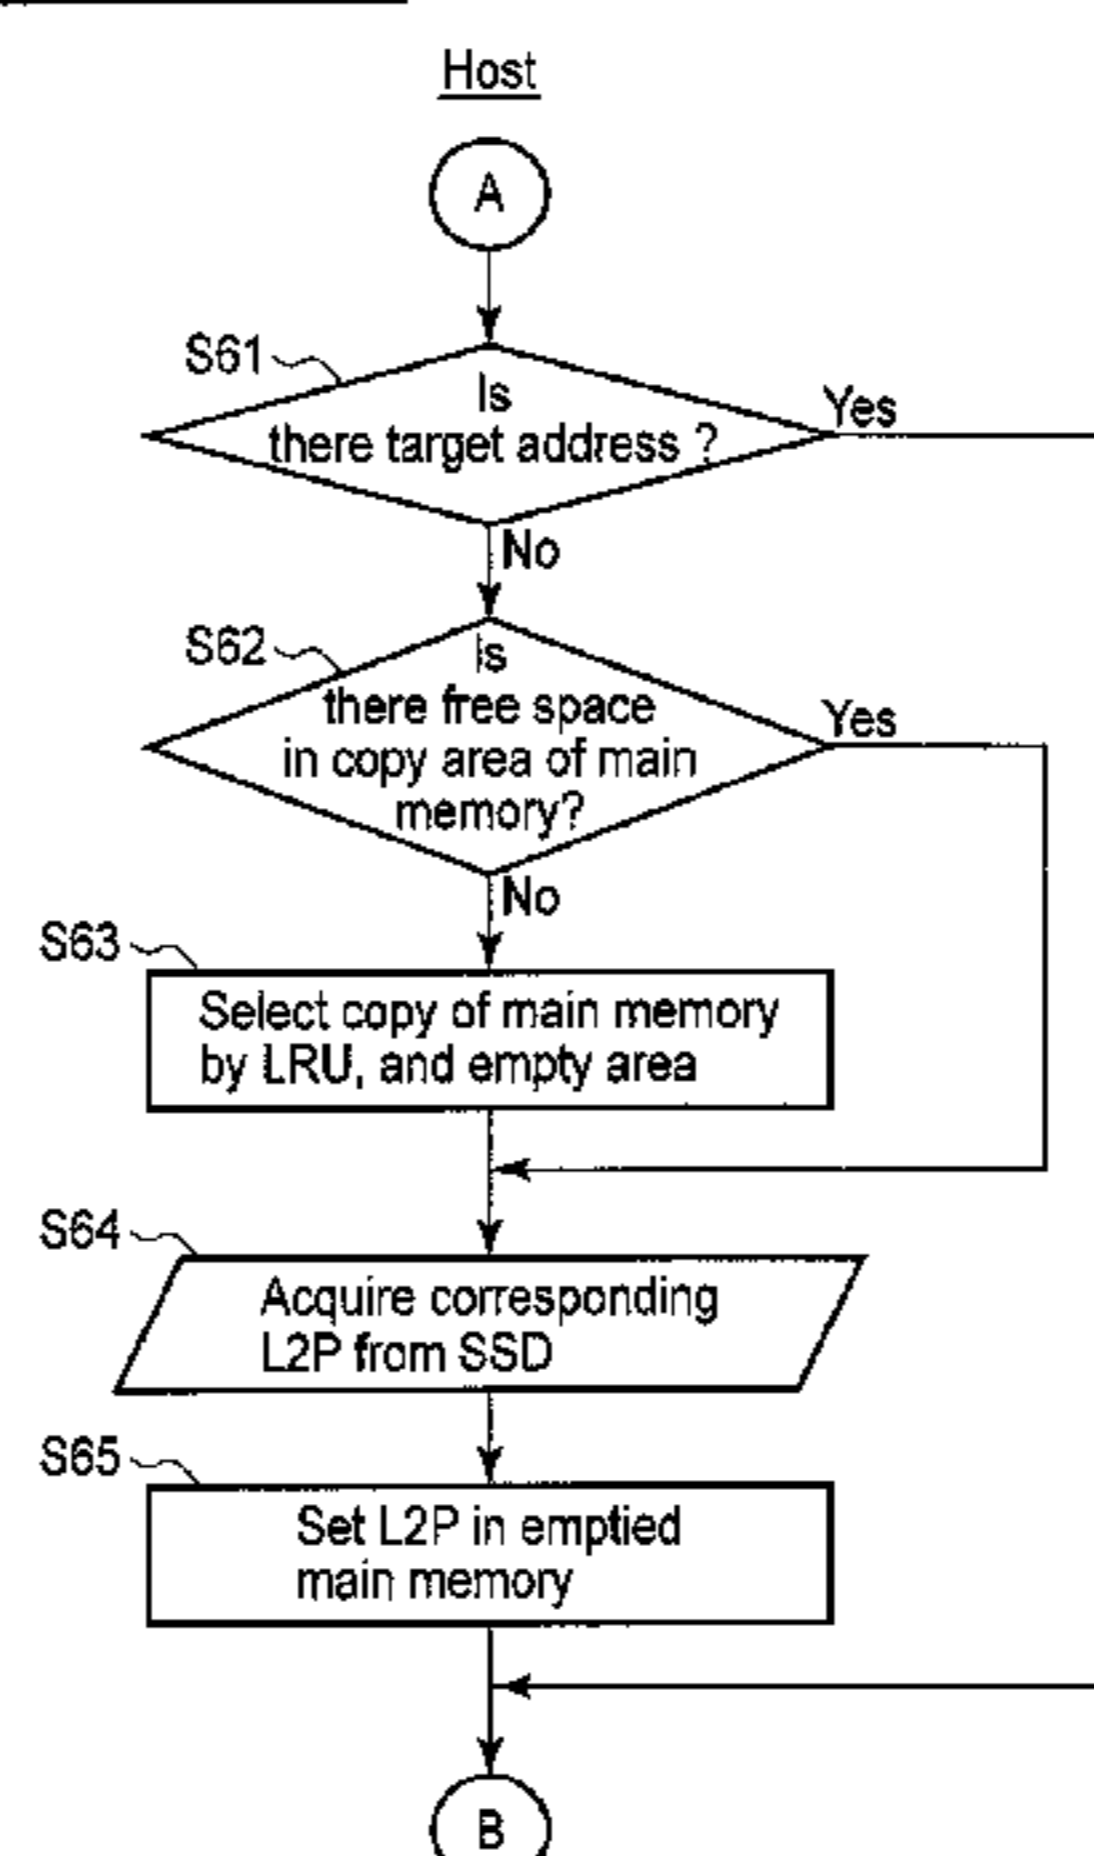 Host
A
S61
Is
there target address ?
Yes
No
S62
Is
there free space
in copy area of main
memory?
Yes
No
S63
Select copy of main memory
by LRU, and empty area
S64
Acquire corresponding
L2P from SSD
S65
Set L2P in emptied
main memory
B